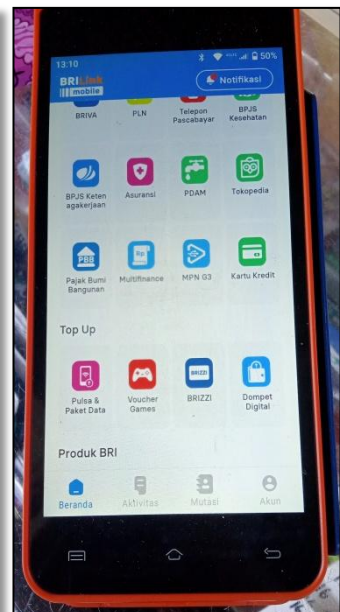 13:10
50%
BRILink
mobile
Notifikasi
BRIVA
PLN
Telepon
Pascabayar
BPJS
Kesehatan
BPJS Keten
agakerjaan
Asuransi
PDAM
Tokopedia
PBB
Rp
Pajak Bumi
Bangunan
Multifinance
MPN G3
Kartu Kredit
Top Up
BRIZZI
Pulsa &
Paket Data
Voucher
Games
BRIZZI
Dompet
Digital
Produk BRI
Beranda
Aktivitas
Mutasi
Akun